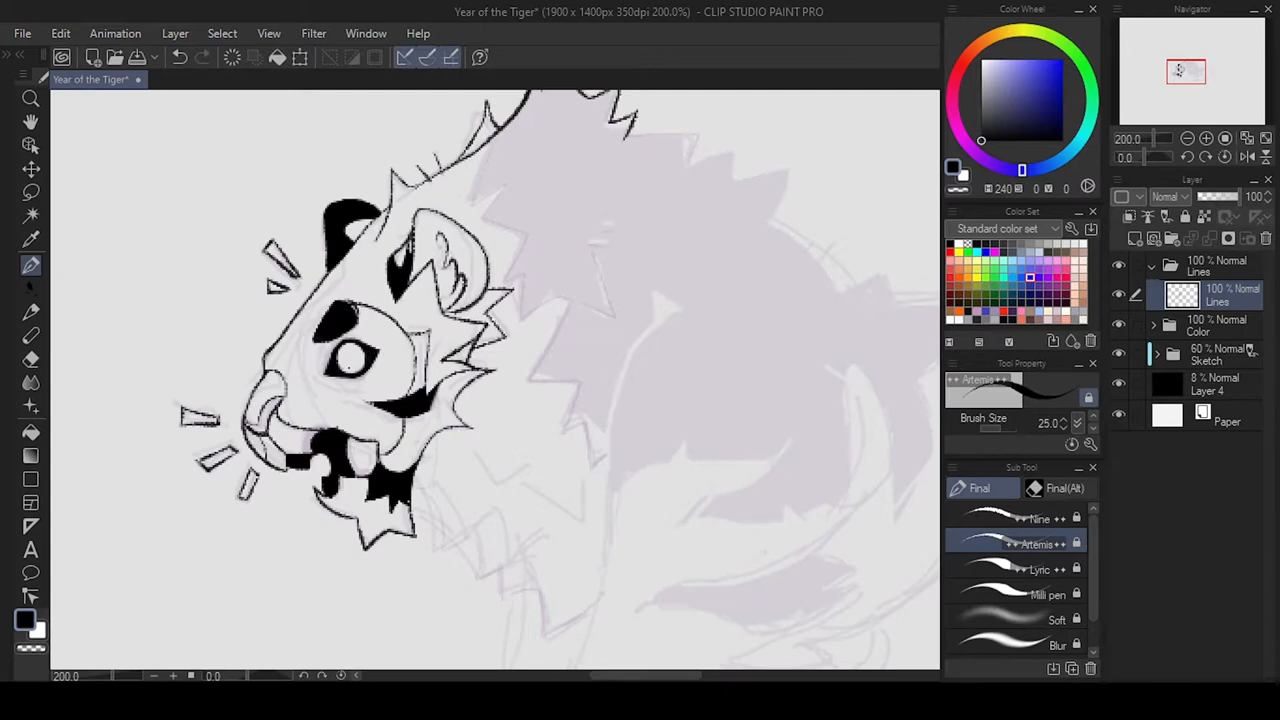 Year of the Tiger* (1900 x 1400px 350dpi 200.0%) - CLIP STUDIO PAINT PRO
File Edit Animation Layer Select View Filter Window Help
Year of the Tiger*
200.0
0.0
Color Wheel
240 0 0
Color Set
Standard color set
Tool Property
++ Artemis++
Brush Size 25.0
Sub Tool
Final Final(Alt)
++ Nine ++
++ Artemis++
++ Lyric ++
Milli pen
Soft
Blur
Navigator
200.0
0.0
Layer
Normal 100
100 % Normal
Lines
100 % Normal
Lines
100 % Normal
Color
60 % Normal
Sketch
8 % Normal
Layer 4
Paper